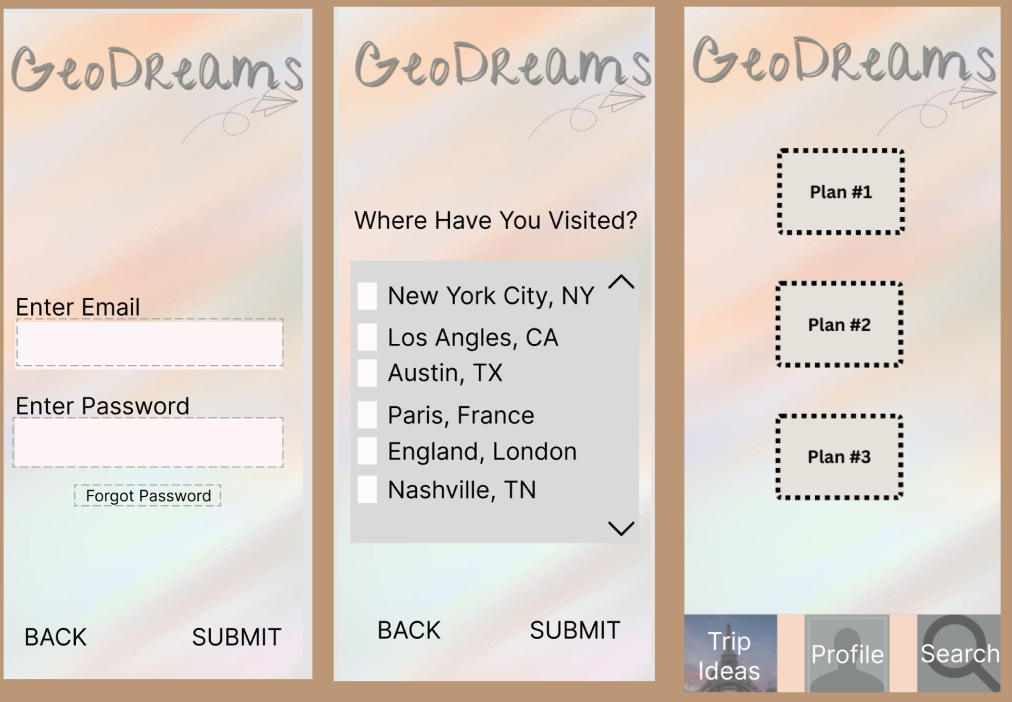 GeoDReams
Enter Email
Enter Password
Forgot Password
BACK SUBMIT
GeoDReams
Where Have You Visited?
New York City, NY
Los Angles, CA
Austin, TX
Paris, France
England, London
Nashville, TN
BACK SUBMIT
GeoDReams
Plan #1
Plan #2
Plan #3
Trip
Ideas
Profile
Search